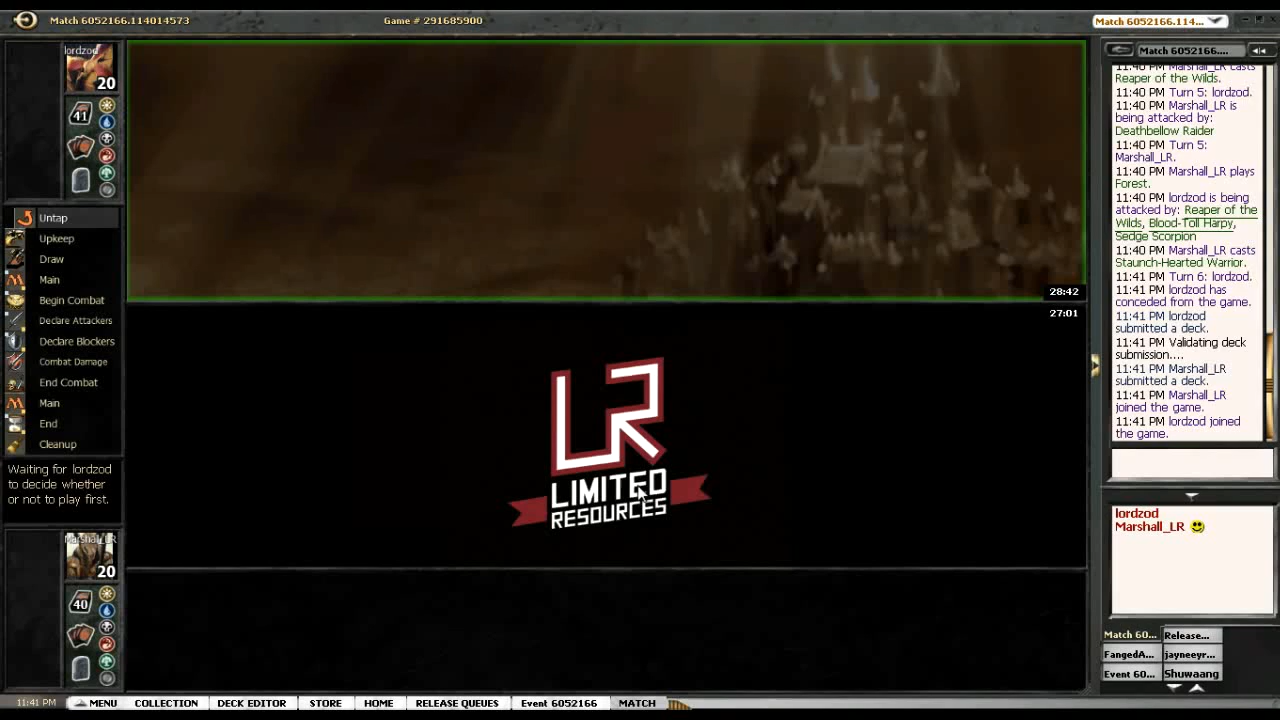 Match 6052166.114014573
Game # 291685900
Match 6052166.114...
lordzod
20
41
Untap
Upkeep
Draw
Main
Begin Combat
Declare Attackers
Declare Blockers
Combat Damage
End Combat
Main
End
Cleanup
Waiting for lordzod
to decide whether
or not to play first.
Marshall_LR
20
40
28:42
27:01
LR
LIMITED
RESOURCES
Match 6052166....
11:40 PM Marshall_LR casts
Reaper of the Wilds.
11:40 PM Turn 5: lordzod.
11:40 PM Marshall_LR is
being attacked by:
Deathbellow Raider
11:40 PM Turn 5:
Marshall_LR.
11:40 PM Marshall_LR plays
Forest.
11:40 PM lordzod is being
attacked by: Reaper of the
Wilds, Blood-Toll Harpy,
Sedge Scorpion
11:40 PM Marshall_LR casts
Staunch-Hearted Warrior.
11:41 PM Turn 6: lordzod.
11:41 PM lordzod has
conceded from the game.
11:41 PM lordzod
submitted a deck.
11:41 PM Validating deck
submission....
11:41 PM Marshall_LR
submitted a deck.
11:41 PM Marshall_LR
joined the game.
11:41 PM lordzod joined
the game.
lordzod
Marshall_LR
Match 60... Release...
FangedA... jayneeyr...
Event 60... Shuwaang
11:41 PM MENU COLLECTION DECK EDITOR STORE HOME RELEASE QUEUES Event 6052166 MATCH